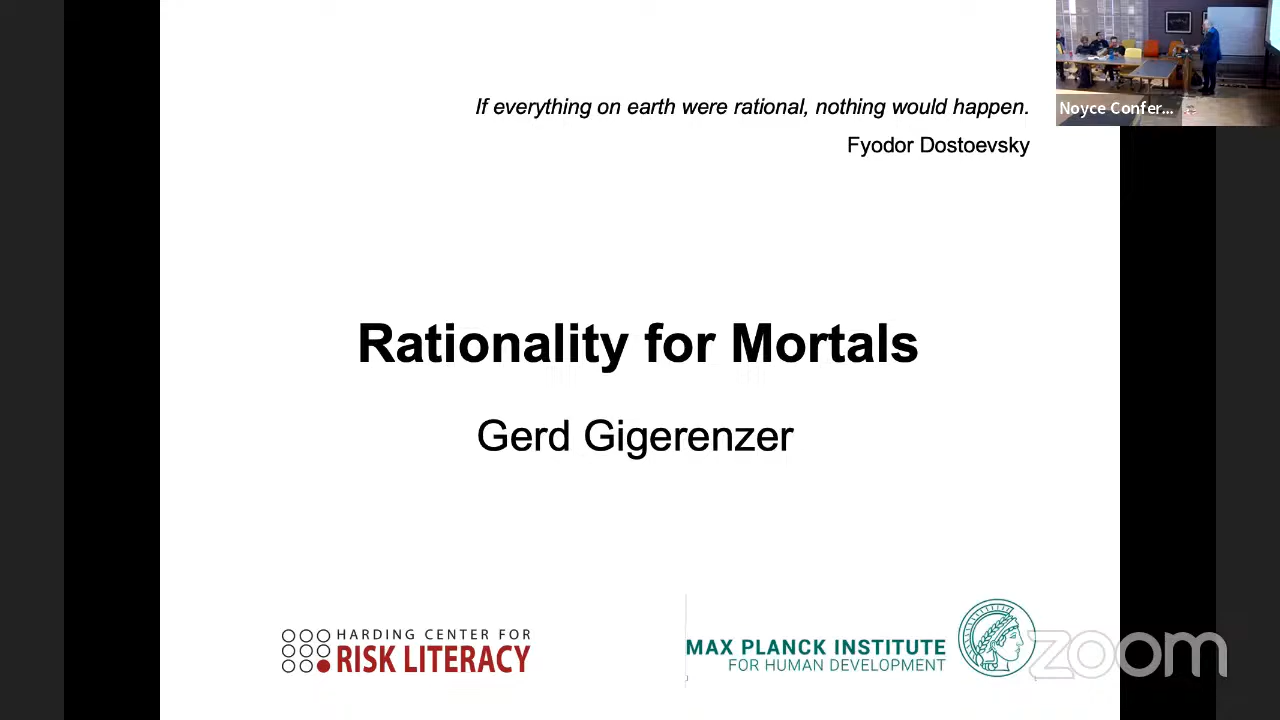 If everything on earth were rational, nothing would happen.
Fyodor Dostoevsky
Noyce Confer...
Rationality for Mortals
Gerd Gigerenzer
HARDING CENTER FOR
RISK LITERACY
MAX PLANCK INSTITUTE
FOR HUMAN DEVELOPMENT
zoom